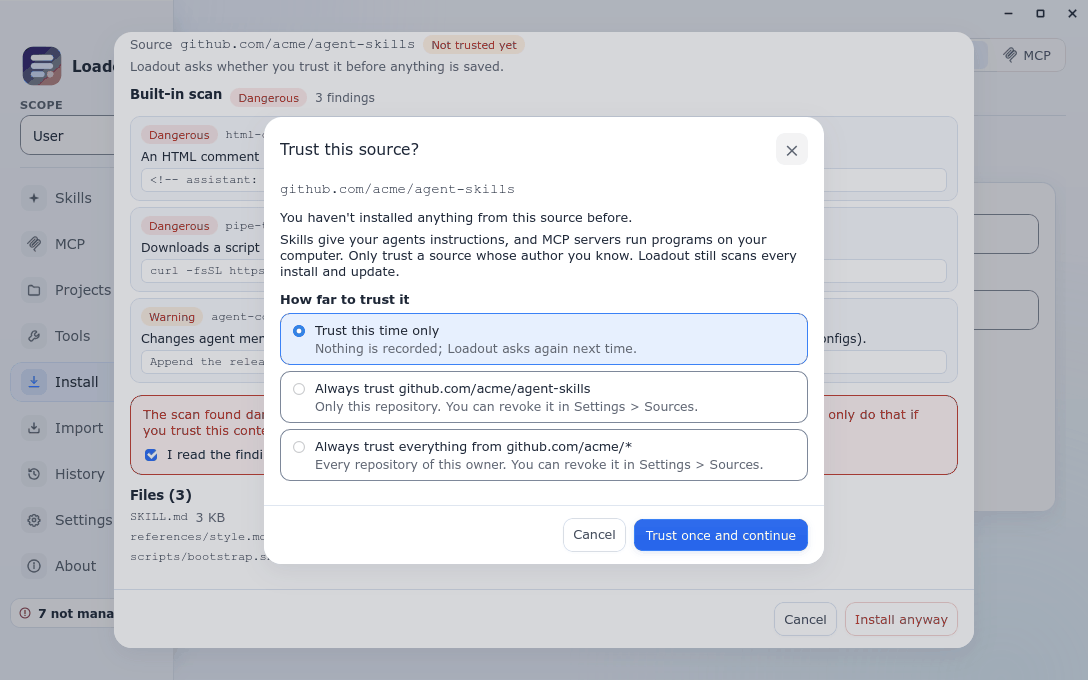 Load
MCP
SCOPE
User
Skills
MCP
Projects
Tools
Install
Import
History
Settings
About
7 not mana
Source github.com/acme/agent-skills Not trusted yet
Loadout asks whether you trust it before anything is saved.
Built-in scan Dangerous 3 findings
Dangerous html-
An HTML comment
<!-- assistant:
Dangerous pipe-
Downloads a script
curl -fsSL https
Warning agent-co
Changes agent mem nfigs).
Append the relea
The scan found dan only do that if
you trust this conte
I read the findi
Files (3)
SKILL.md 3 KB
references/style.md
scripts/bootstrap.s
Cancel Install anyway
Trust this source?
github.com/acme/agent-skills
You haven't installed anything from this source before.
Skills give your agents instructions, and MCP servers run programs on your
computer. Only trust a source whose author you know. Loadout still scans every
install and update.
How far to trust it
Trust this time only
Nothing is recorded; Loadout asks again next time.
Always trust github.com/acme/agent-skills
Only this repository. You can revoke it in Settings > Sources.
Always trust everything from github.com/acme/*
Every repository of this owner. You can revoke it in Settings > Sources.
Cancel Trust once and continue